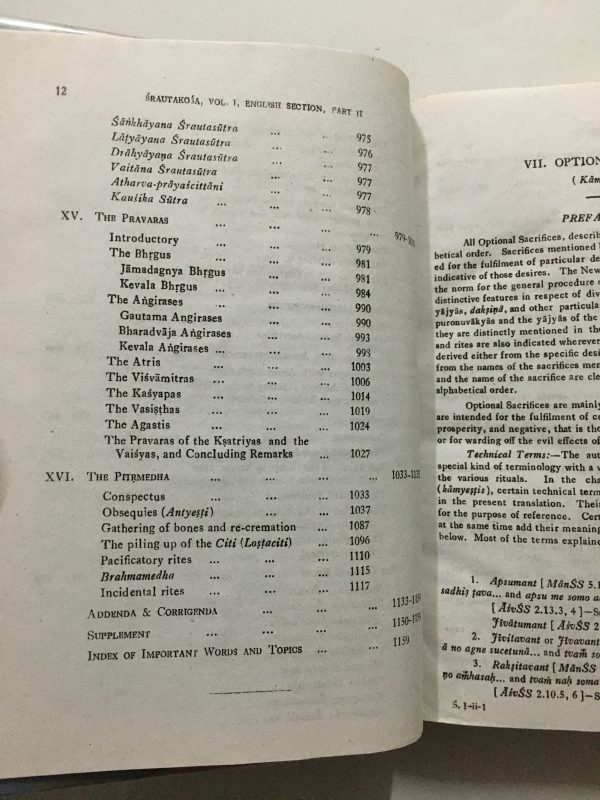 12
ŚRAUTAKOŚA, VOL. 1, ENGLISH SECTION, PART II
Śāṅkhāyana Śrautasūtra ... ... 975
Lāṭyāyana Śrautasūtra ... ... 976
Drāhyāyaṇa Śrautasūtra ... ... 977
Vaitāna Śrautasūtra ... ... 977
Atharva-prāyaścittāni ... ... 977
Kauśika Sūtra ... ... ... 978
XV. THE PRAVARAS ... ... ... 979-
Introductory ... ... 979
The Bhṛgus ... ... 981
Jāmadagnya Bhṛgus ... 981
Kevala Bhṛgus ... ... 984
The Aṅgirases ... ... 990
Gautama Aṅgirases ... 990
Bharadvāja Aṅgirases ... 993
Kevala Aṅgirases ... ... 998
The Atris ... ... 1003
The Viśvāmitras ... ... 1006
The Kaśyapas ... ... 1014
The Vasiṣṭhas ... ... 1019
The Agastis ... ... 1024
The Pravaras of the Kṣatriyas and the
Vaiśyas, and Concluding Remarks ... 1027
XVI. THE PITṚMEDHA ... ... ... 1033-1132
Conspectus ... ... 1033
Obsequies (Antyeṣṭi) ... ... 1037
Gathering of bones and re-cremation ... 1087
The piling up of the Citi (Loṣṭaciti) ... 1096
Pacificatory rites ... ... ... 1110
Brahmamedha ... ... 1115
Incidental rites ... ... ... 1117
ADDENDA & CORRIGENDA ... ... ... 1133-1150
SUPPLEMENT ... ... ... 1150-1158
INDEX OF IMPORTANT WORDS AND TOPICS ... ... 1159
VII. OPTION
( Kām
PREFA
All Optional Sacrifices, describ
betical order. Sacrifices mentioned
ed for the fulfilment of particular de
indicative of those desires. The New
the norm for the general procedure
distinctive features in respect of div
yājyās, dakṣiṇā, and other particula
puronuvākyās and the yājyās of the
they are distinctly mentioned in the
and rites are also indicated wherever
derived either from the specific desi
from the names of the sacrifices men
and the name of the sacrifice are cle
alphabetical order.
Optional Sacrifices are mainly
are intended for the fulfilment of ce
prosperity, and negative, that is tho
or for warding off the evil effects of
Technical Terms:—The aut
special kind of terminology with a v
the various rituals. In the cha
(kāmyeṣṭis), certain technical term
in the present translation. Their
for the purpose of reference. Cert
at the same time add their meaning
below. Most of the terms explaine
1. Apsumant [ MānŚS 5.1
sadhiṣ ṭava... and apsu me somo a
[ ĀśvŚS 2.13.3, 4 ]—S
Jīvātumant [ ĀśvŚS 2
2. Jīvitavant or Jīvavant
ā no agne sucetunā... and tvaṁ so
3. Rakṣitavant [ MānŚS
ṇo aṁhasaḥ... and tvaṁ naḥ soma
[ ĀśvŚS 2.10.5, 6 ]—S
Ś. 1-ii-1